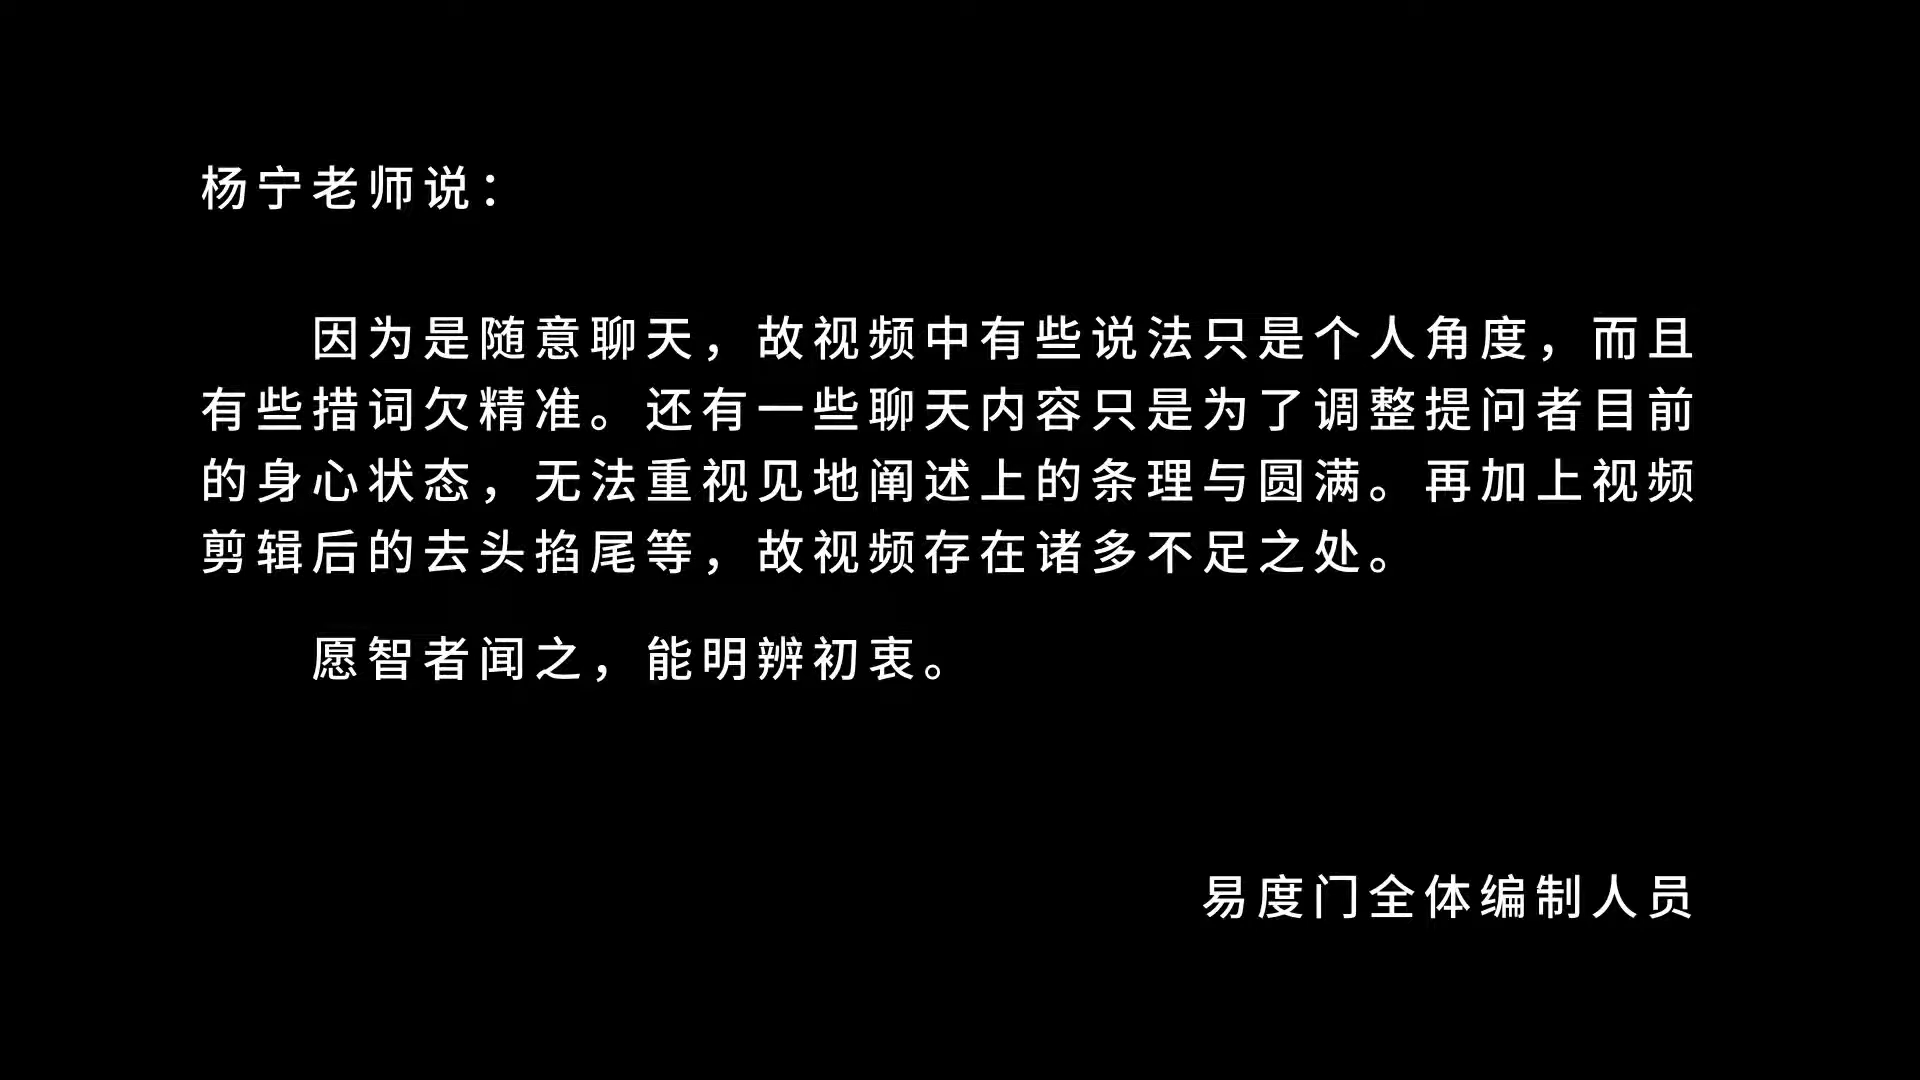 杨宁老师说：
因为是随意聊天，故视频中有些说法只是个人角度，而且
有些措词欠精准。还有一些聊天内容只是为了调整提问者目前
的身心状态，无法重视见地阐述上的条理与圆满。再加上视频
剪辑后的去头掐尾等，故视频存在诸多不足之处。
愿智者闻之，能明辨初衷。
易度门全体编制人员